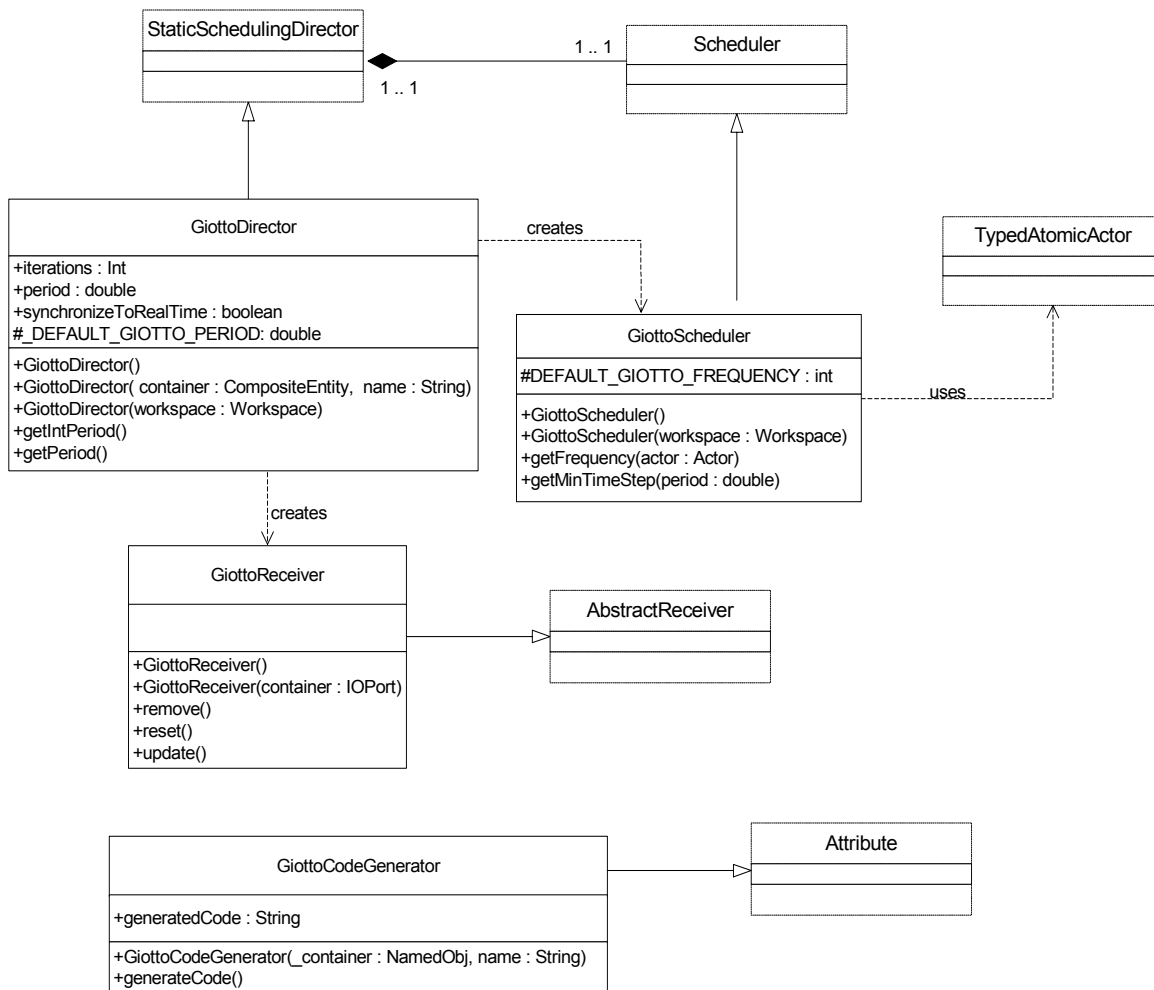 StaticSchedulingDirector
Scheduler
1 .. 1
1 .. 1
GiottoDirector
+iterations : Int
+period : double
+synchronizeToRealTime : boolean
#_DEFAULT_GIOTTO_PERIOD: double
+GiottoDirector()
+GiottoDirector( container : CompositeEntity,  name : String)
+GiottoDirector(workspace : Workspace)
+getIntPeriod()
+getPeriod()
creates
TypedAtomicActor
GiottoScheduler
#DEFAULT_GIOTTO_FREQUENCY : int
+GiottoScheduler()
+GiottoScheduler(workspace : Workspace)
+getFrequency(actor : Actor)
+getMinTimeStep(period : double)
uses
creates
GiottoReceiver
+GiottoReceiver()
+GiottoReceiver(container : IOPort)
+remove()
+reset()
+update()
AbstractReceiver
GiottoCodeGenerator
+generatedCode : String
+GiottoCodeGenerator(_container : NamedObj, name : String)
+generateCode()
Attribute